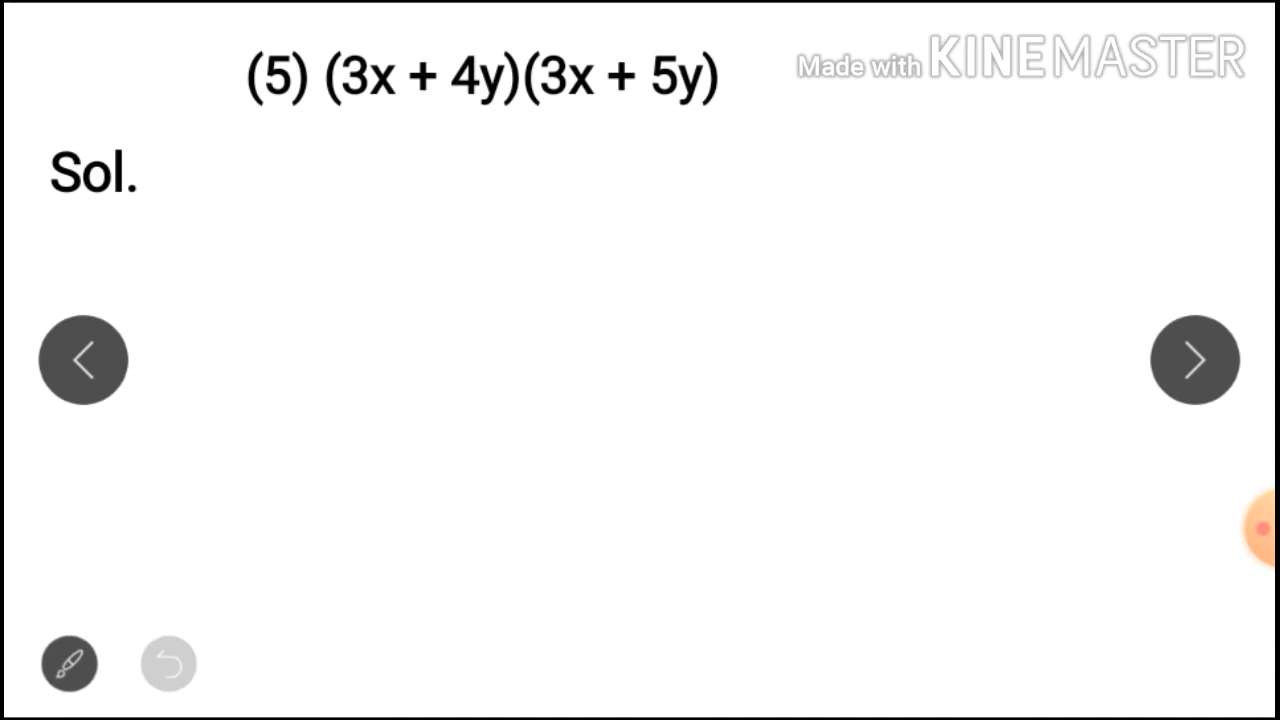 (5) (3x + 4y)(3x + 5y)
Made with KINEMASTER
Sol.